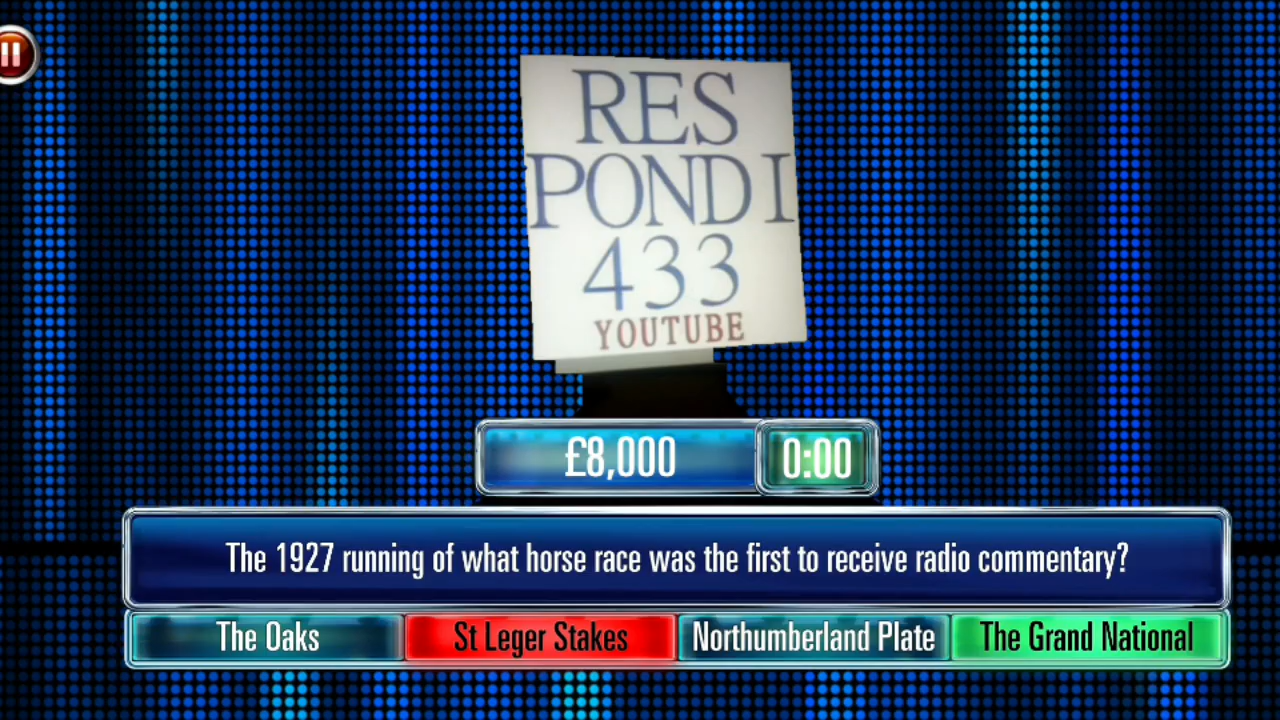 RES
POND I
433
YOUTUBE
£8,000
0:00
The 1927 running of what horse race was the first to receive radio commentary?
The Oaks
St Leger Stakes
Northumberland Plate
The Grand National